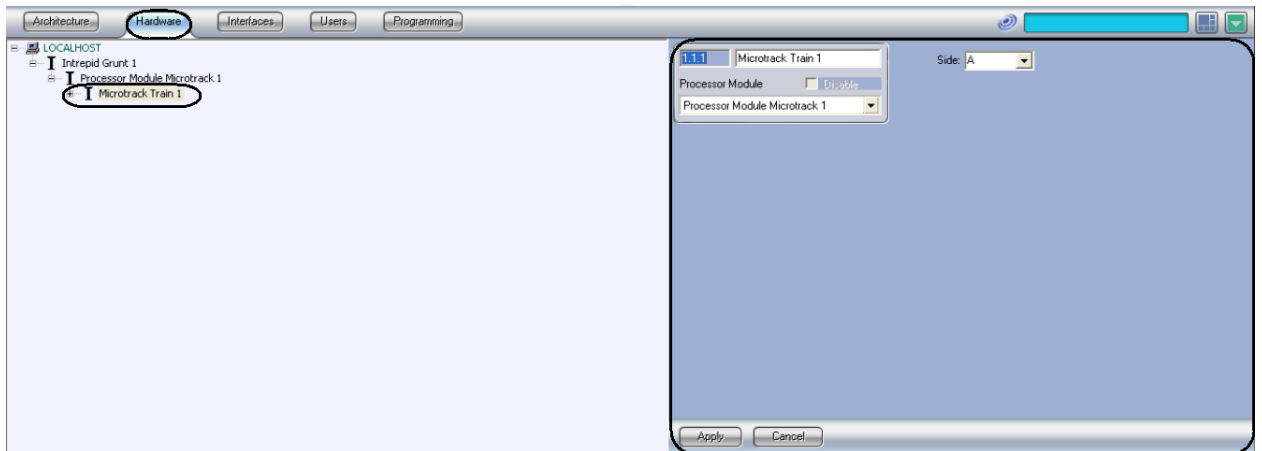 Architecture Hardware Interfaces Users Programming
LOCALHOST
Intrepid Grunt 1
Processor Module Microtrack 1
Microtrack Train 1
1.1.1 Microtrack Train 1 Side: A
Processor Module Disable
Processor Module Microtrack 1
Apply Cancel